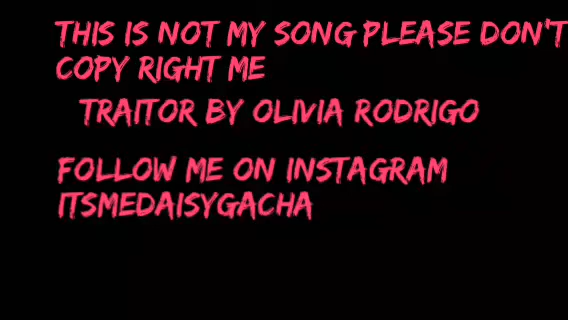 THIS IS NOT MY SONG PLEASE DON'T
COPY RIGHT ME
TRAITOR BY OLIVIA RODRIGO
FOLLOW ME ON INSTAGRAM
ITSMEDAISYGACHA